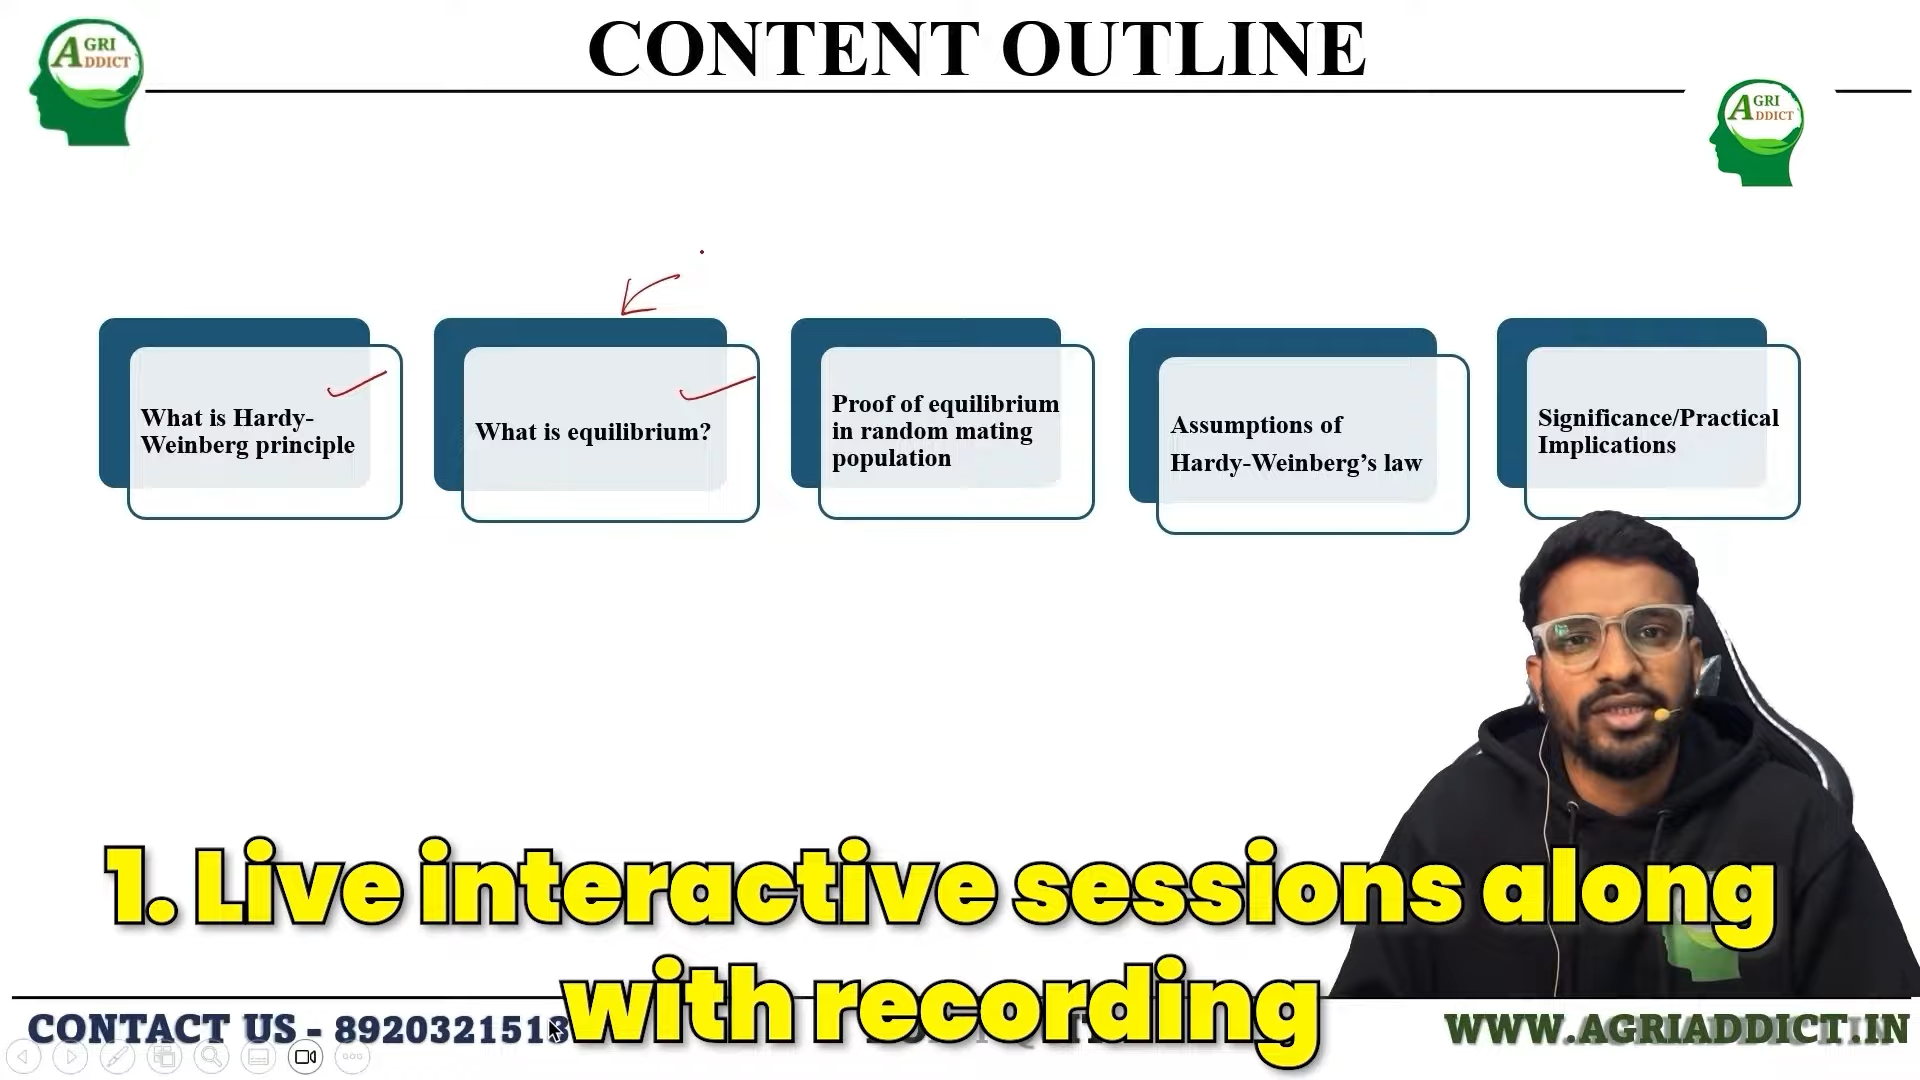 CONTENT OUTLINE
AGRI
ADDICT
AGRI
ADDICT
What is Hardy-
Weinberg principle
What is equilibrium?
Proof of equilibrium
in random mating
population
Assumptions of
Hardy-Weinberg’s law
Significance/Practical
Implications
1. Live interactive sessions along
with recording
CONTACT US - 8920321513
WWW.AGRIADDICT.IN